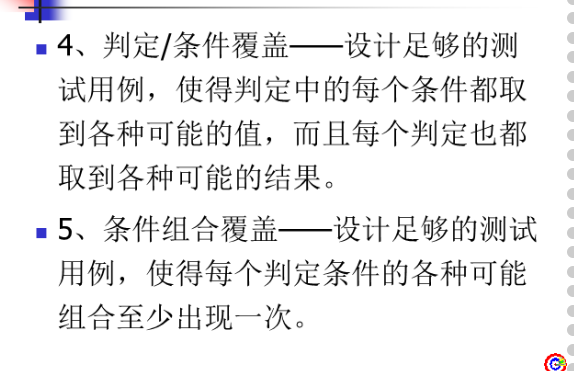 4、判定/条件覆盖——设计足够的测
试用例，使得判定中的每个条件都取
到各种可能的值，而且每个判定也都
取到各种可能的结果。
5、条件组合覆盖——设计足够的测试
用例，使得每个判定条件的各种可能
组合至少出现一次。